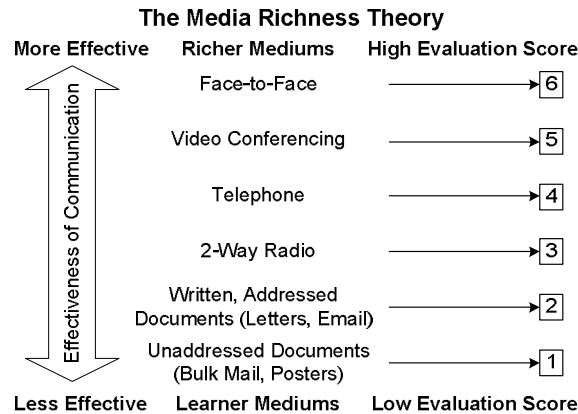 The Media Richness Theory
More Effective Richer Mediums High Evaluation Score
Effectiveness of Communication
Face-to-Face 6
Video Conferencing 5
Telephone 4
2-Way Radio 3
Written, Addressed
Documents (Letters, Email) 2
Unaddressed Documents
(Bulk Mail, Posters) 1
Less Effective Learner Mediums Low Evaluation Score